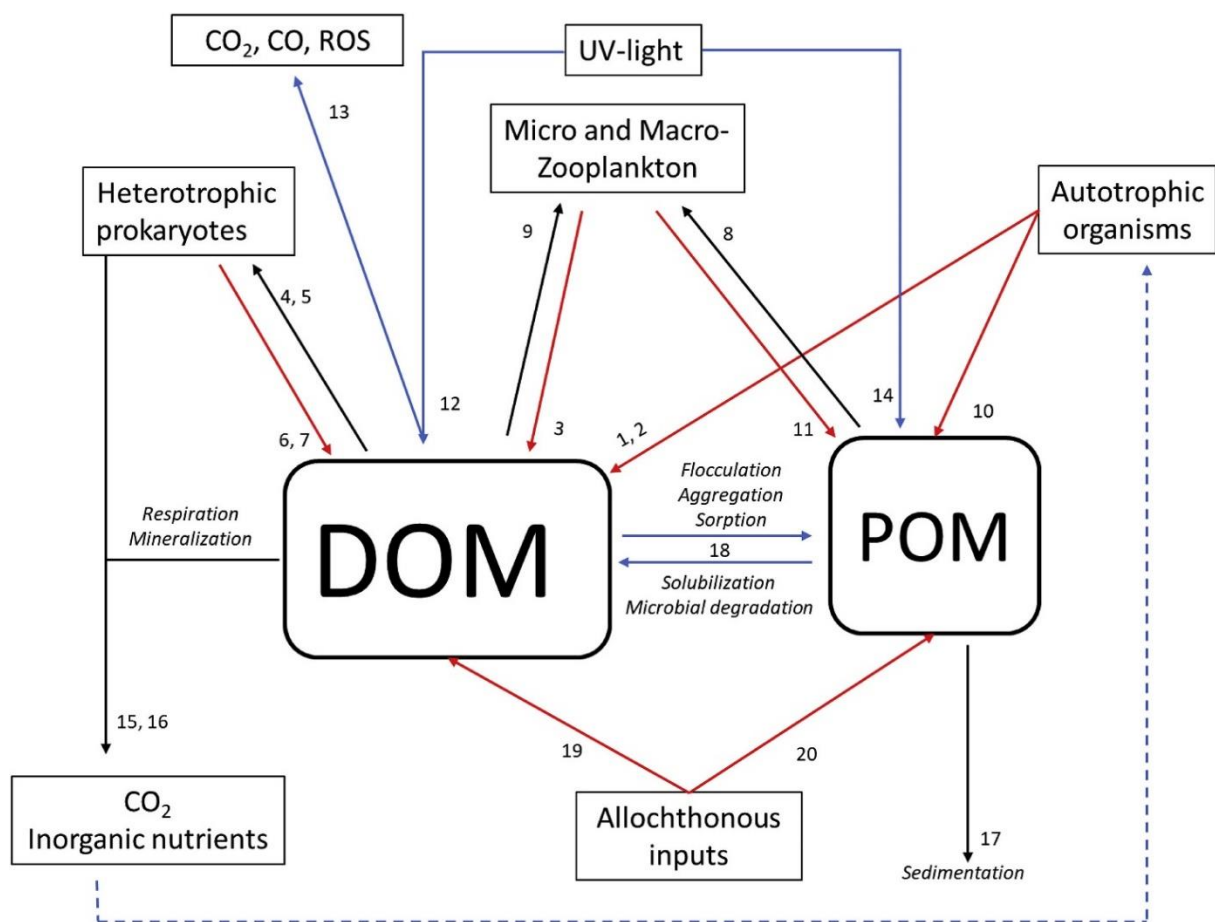 CO₂, CO, ROS
UV-light
13
Micro and Macro-
Zooplankton
Heterotrophic
prokaryotes
Autotrophic
organisms
9
8
4, 5
12
14
10
6, 7
3
1, 2
11
Flocculation
Aggregation
Sorption
Respiration
Mineralization
DOM
18
POM
Solubilization
Microbial degradation
15, 16
19
20
CO₂
Inorganic nutrients
Allochthonous
inputs
17
Sedimentation